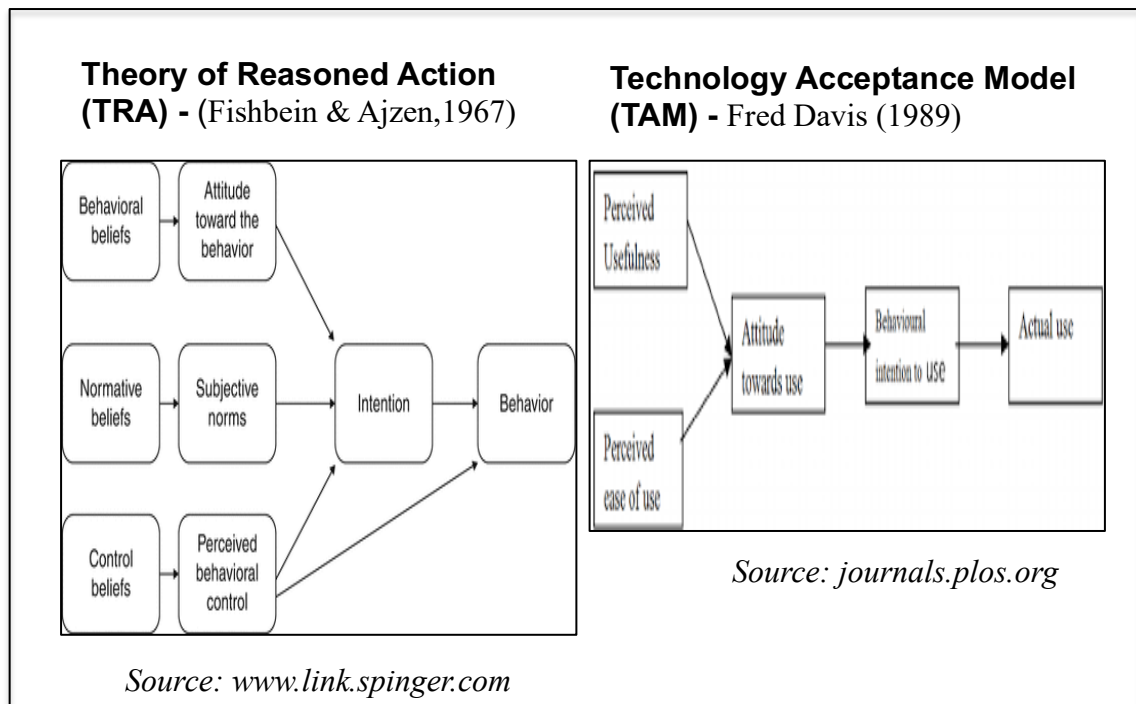 Theory of Reasoned Action
(TRA) - (Fishbein & Ajzen,1967)
Behavioral
beliefs
Attitude
toward the
behavior
Normative
beliefs
Subjective
norms
Intention
Behavior
Control
beliefs
Perceived
behavioral
control
Source: www.link.spinger.com
Technology Acceptance Model
(TAM) - Fred Davis (1989)
Perceived
Usefulness
Attitude
towards use
Behavioural
intention to use
Actual use
Perceived
ease of use
Source: journals.plos.org